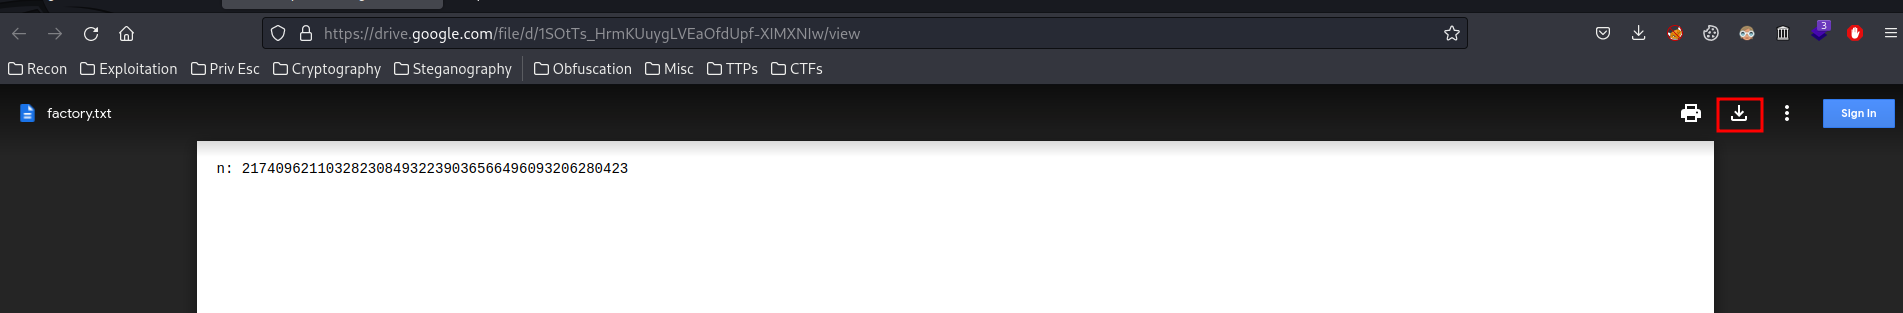 https://drive.google.com/file/d/1SOtTs_HrmKUuygLVEaOfdUpf-XIMXNIw/view
3
Recon Exploitation Priv Esc Cryptography Steganography Obfuscation Misc TTPs CTFs
factory.txt
Sign in
n: 2174096211032823084932239036566496093206280423